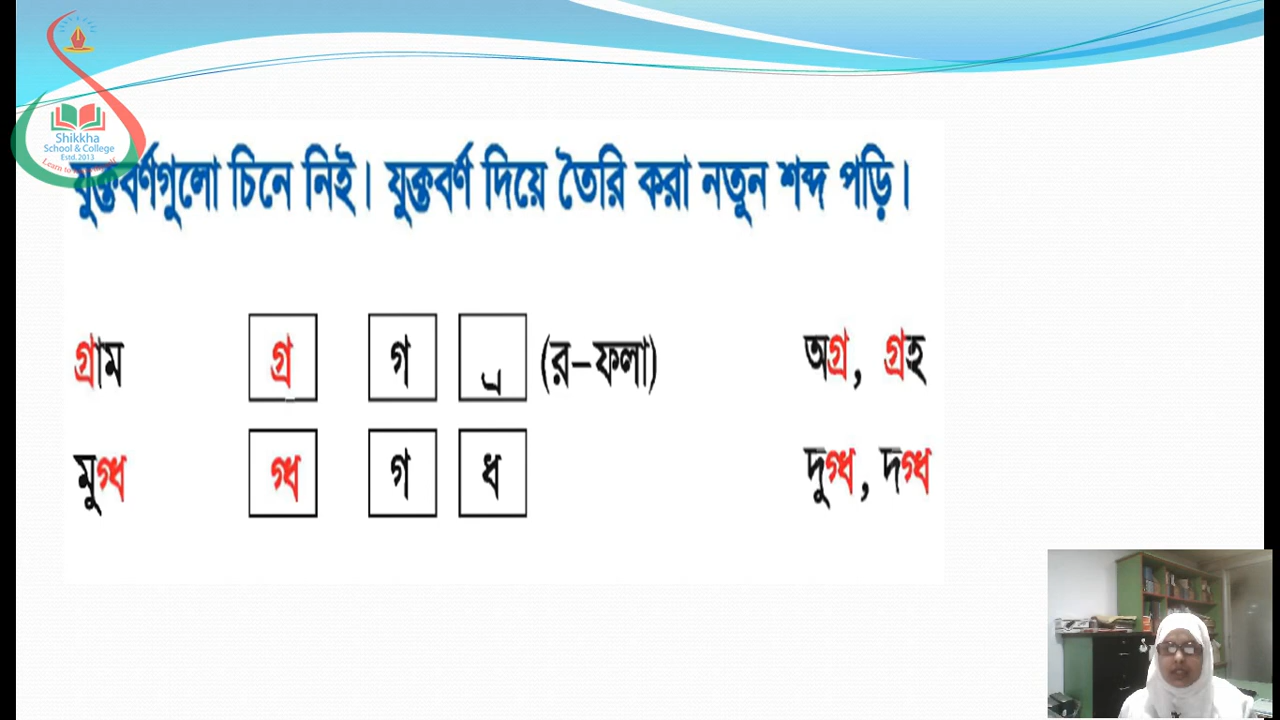 Shikkha
School & College
Estd. 2013
যুক্তবর্ণগুলো চিনে নিই। যুক্তবর্ণ দিয়ে তৈরি করা নতুন শব্দ পড়ি।
গ্রাম গ্র গ ্র (র-ফলা) অগ্র, গ্রহ
মুগ্ধ গ্ধ গ ধ দুগ্ধ, দগ্ধ